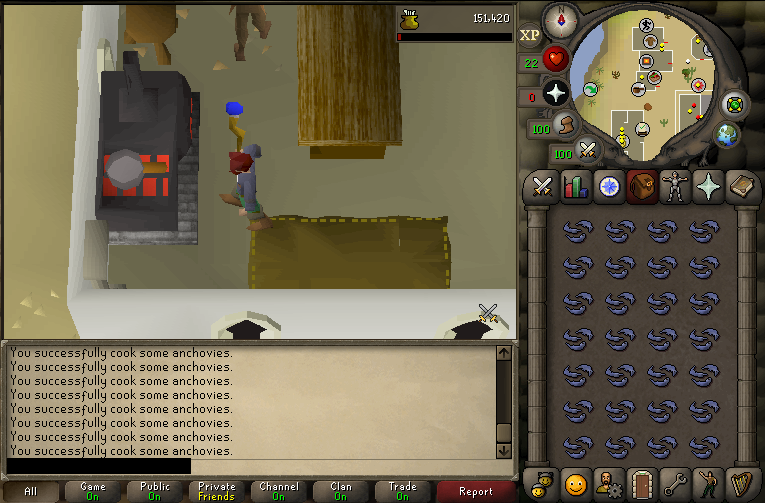 151,420
XP
N
22
0
100
100
You successfully cook some anchovies.
You successfully cook some anchovies.
You successfully cook some anchovies.
You successfully cook some anchovies.
You successfully cook some anchovies.
You successfully cook some anchovies.
You successfully cook some anchovies.
You successfully cook some anchovies.
All
Game
On
Public
On
Private
Friends
Channel
On
Clan
On
Trade
On
Report